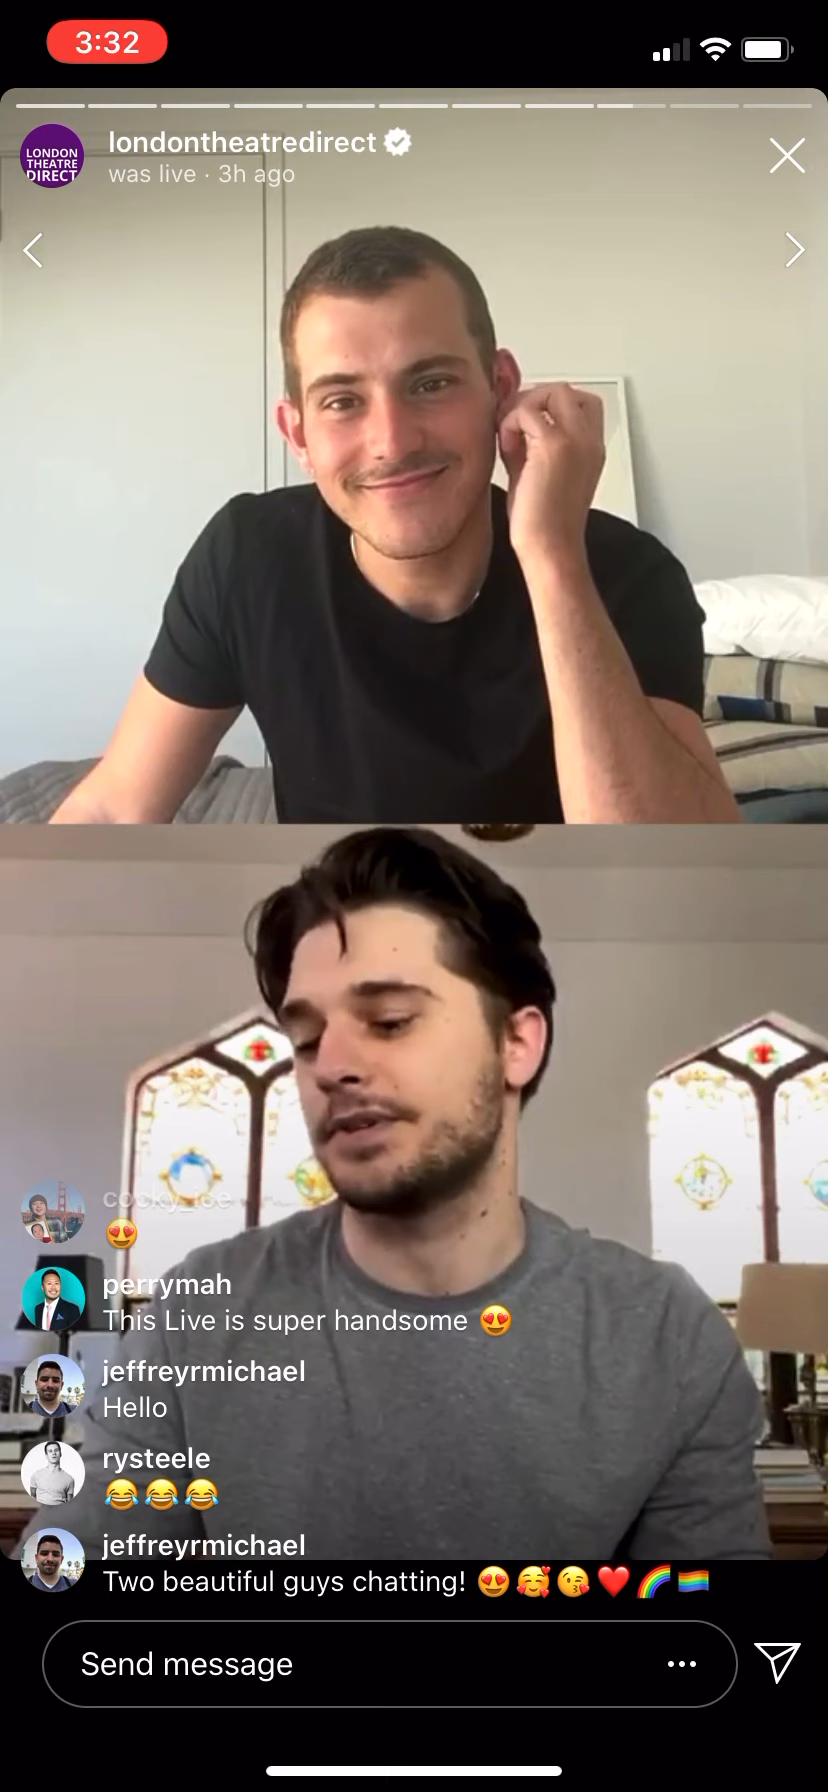 3:32
LONDON
THEATRE
DIRECT
londontheatredirect
was live · 3h ago
cocky_ice
😍
perrymah
This Live is super handsome 😍
jeffreyrmichael
Hello
rysteele
😂😂😂
jeffreyrmichael
Two beautiful guys chatting! 😍🥰😘❤️🌈🏳️‍🌈
Send message